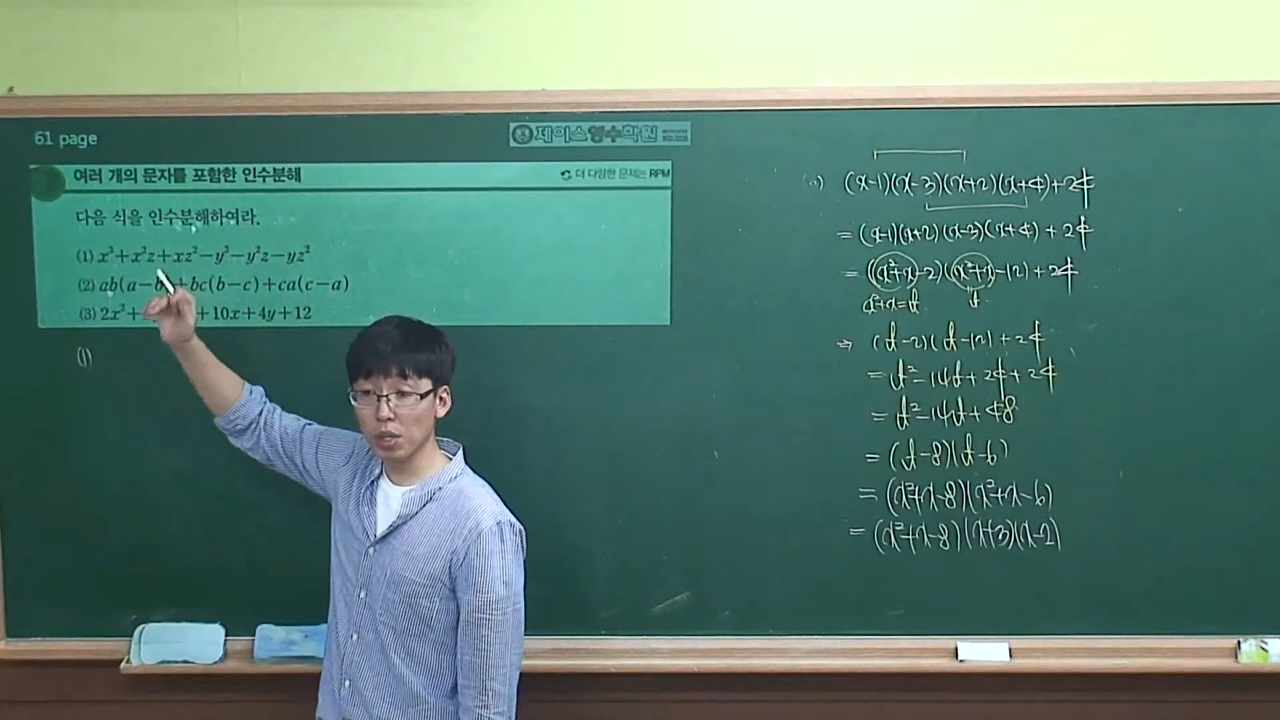 61 page
제이스영수학원
여러 개의 문자를 포함한 인수분해
더 다양한 문제는 RPM
다음 식을 인수분해하여라.
(1) x³+x²z+xz²−y³−y²z−yz²
(2) ab(a−b)+bc(b−c)+ca(c−a)
(3) 2x²+ +10x+4y+12
(1)
(x-1)(x-3)(x+2)(x+4)+24
=(x-1)(x+2)(x-3)(x+4)+24
=((x²+x-2)(x²+x-12)+24
x²+x=t t
⇒ (t-2)(t-12)+24
=t²-14t+24+24
=t²-14t+48
=(t-8)(t-6)
=(x²+x-8)(x²+x-6)
=(x²+x-8)(x+3)(x-2)